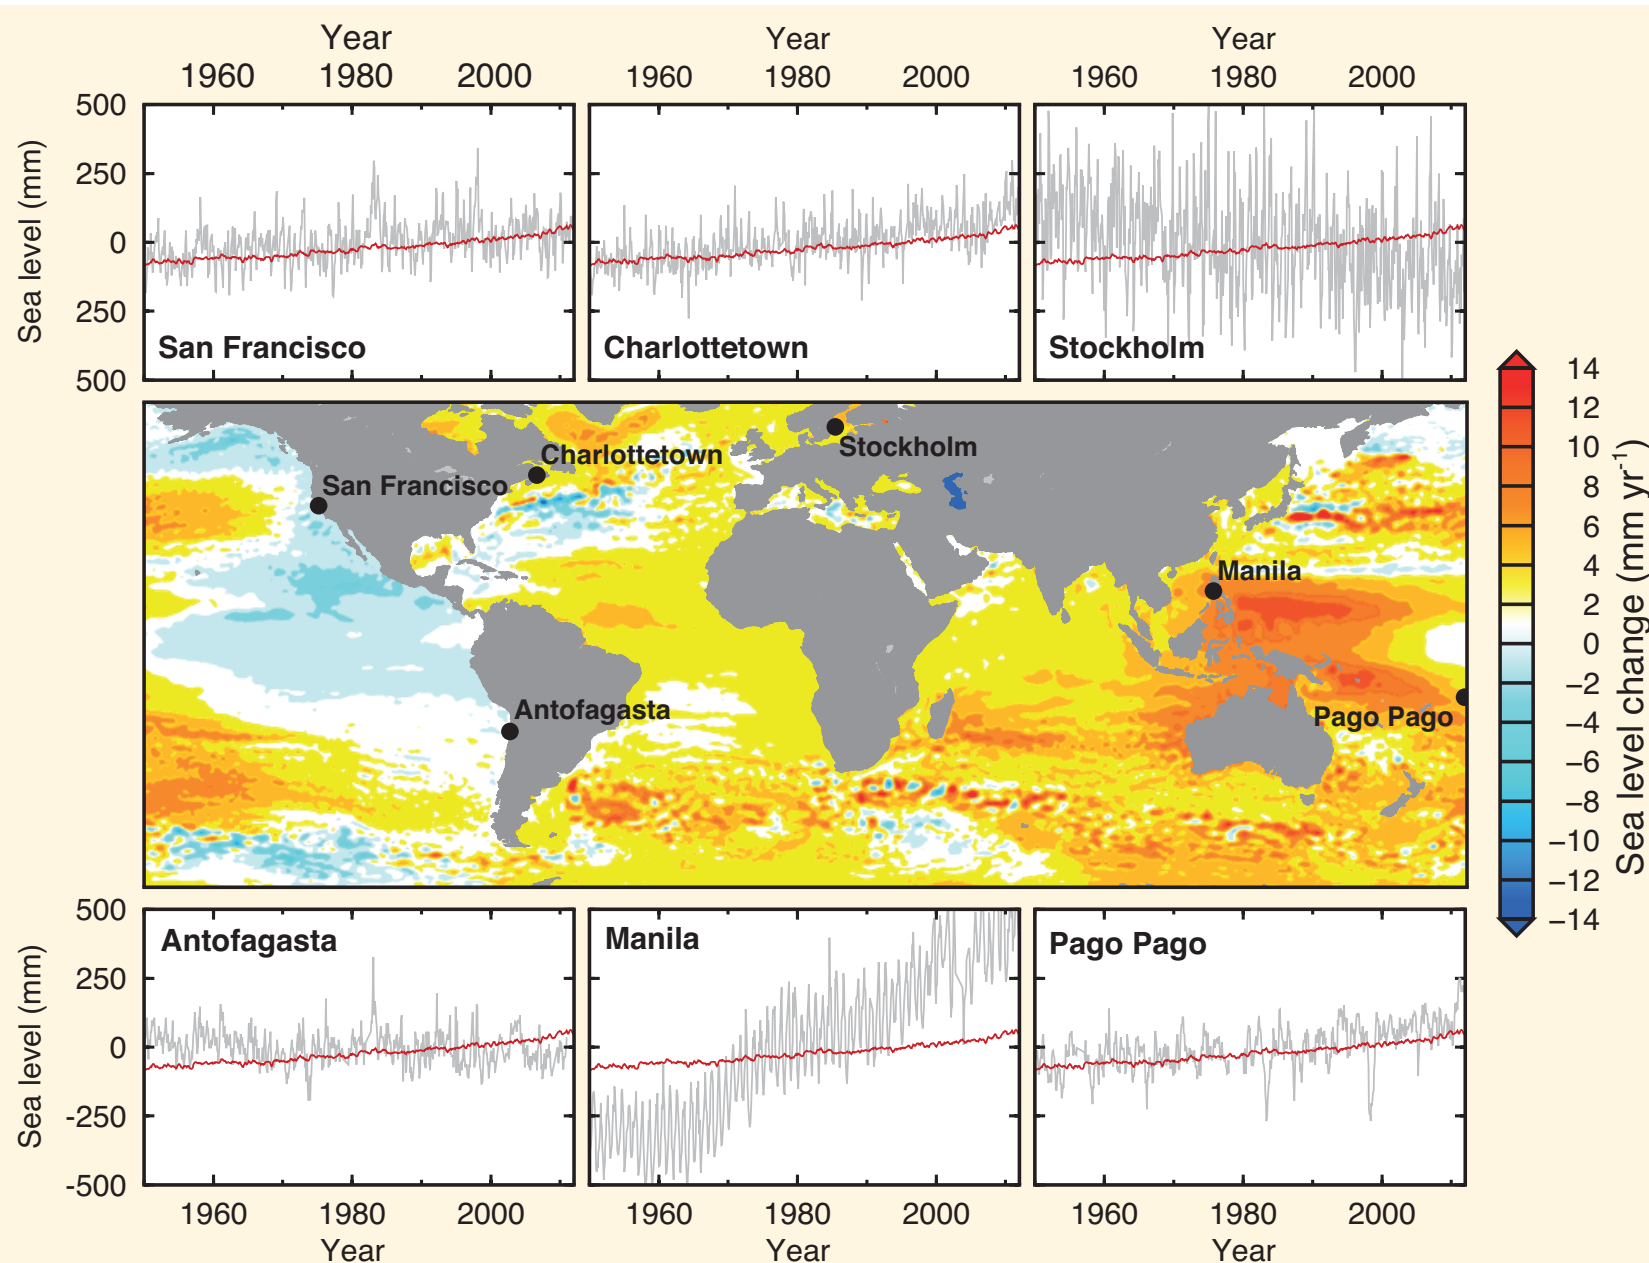 Year Year Year
1960 1980 2000 1960 1980 2000 1960 1980 2000
500
250
0
250
500
Sea level (mm)
San Francisco
Charlottetown
Stockholm
Stockholm
Charlottetown
San Francisco
Manila
Antofagasta
Pago Pago
14
12
10
8
6
4
2
0
−2
−4
−6
−8
−10
−12
−14
Sea level change (mm yr-1)
500
250
0
-250
-500
Sea level (mm)
Antofagasta
Manila
Pago Pago
1960 1980 2000 1960 1980 2000 1960 1980 2000
Year Year Year